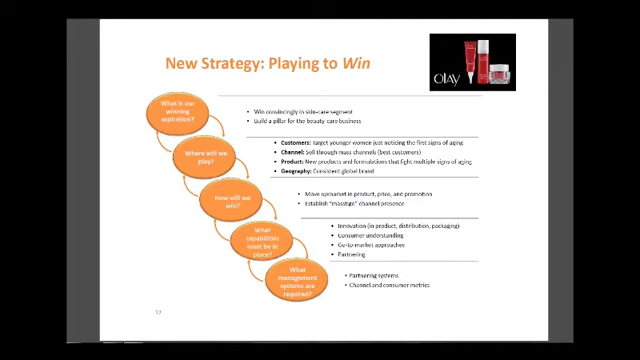 New Strategy: Playing to Win
OLAY
What is our
winning
aspiration?
• Win convincingly in skin-care segment
• Build a pillar for the beauty-care business
Where will we
play?
• Customers: Target younger women just noticing the first signs of aging
• Channel: Sell through mass channels (best customers)
• Product: New products and formulations that fight multiple signs of aging
• Geography: Consistent global brand
How will we
win?
• Move upmarket in product, price, and promotion
• Establish "masstige" channel presence
What
capabilities
must be in
place?
• Innovation (in product, distribution, packaging)
• Consumer understanding
• Go-to-market approaches
• Partnering
What
management
systems are
required?
• Partnering systems
• Channel and consumer metrics